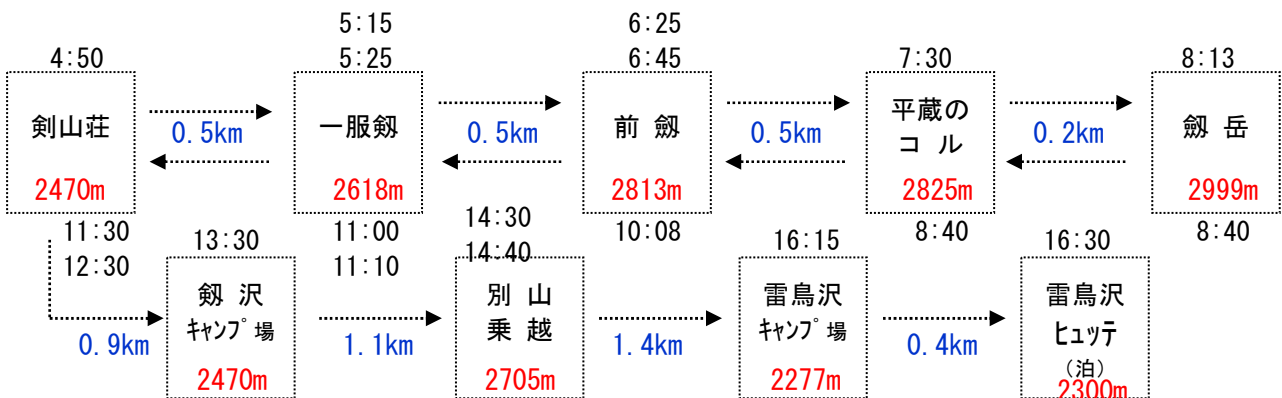 5:15 6:25
4:50 5:25 6:45 7:30 8:13
剣山荘 一服剱 前 剱 平蔵の
コ ル 劔 岳
0.5km 0.5km 0.5km 0.2km
2470m 2618m 2813m 2825m 2999m
11:30 11:00 10:08 8:40 8:40
12:30 11:10
13:30 14:30 16:15 16:30
14:40
剱 沢 別 山 雷鳥沢 雷鳥沢
キャンプ場 乗 越 キャンプ場 ヒュッテ
(泊)
0.9km 1.1km 1.4km 0.4km
2470m 2705m 2277m 2300m